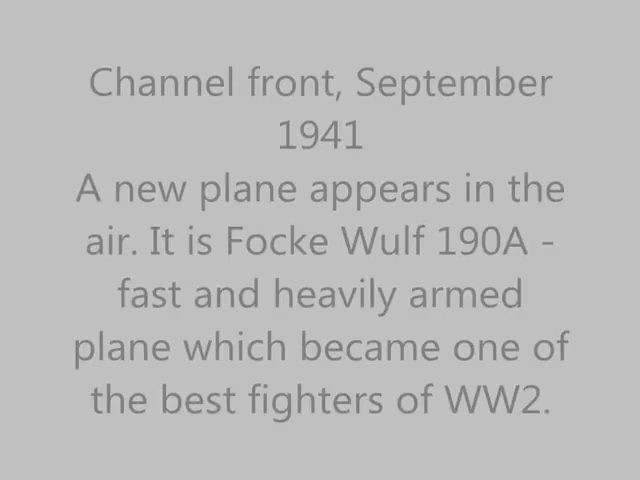 Channel front, September
1941
A new plane appears in the
air. It is Focke Wulf 190A -
fast and heavily armed
plane which became one of
the best fighters of WW2.